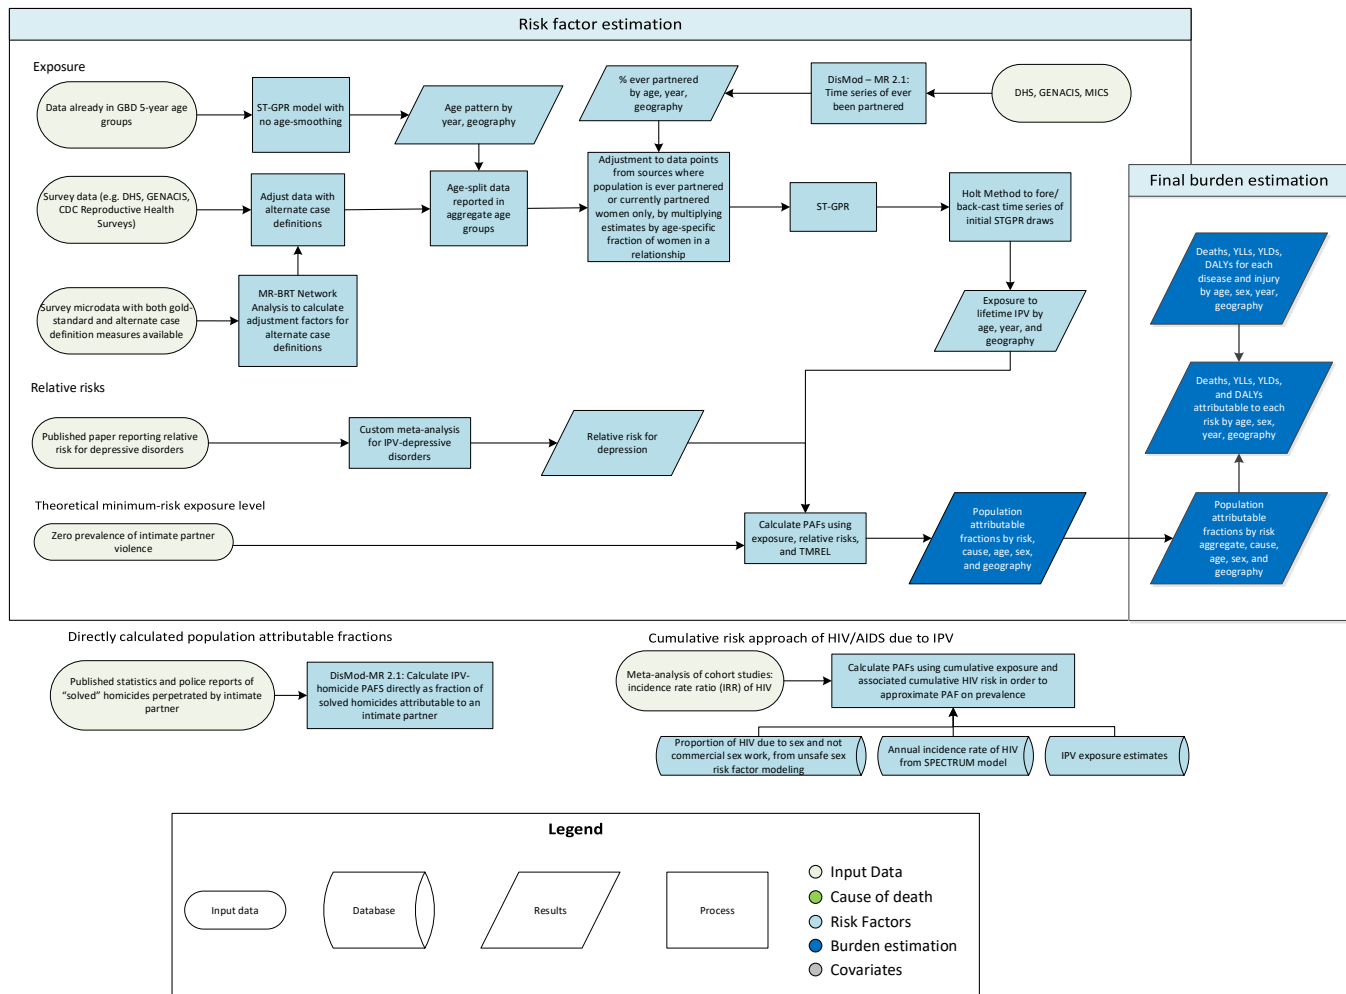 Risk factor estimation
Exposure
Data already in GBD 5-year age
groups
ST-GPR model with
no age-smoothing
Age pattern by
year, geography
% ever partnered
by age, year,
geography
DisMod – MR 2.1:
Time series of ever
been partnered
DHS, GENACIS, MICS
Survey data (e.g. DHS, GENACIS,
CDC Reproductive Health
Surveys)
Adjust data with
alternate case
definitions
Age-split data
reported in
aggregate age
groups
Adjustment to data points
from sources where
population is ever partnered
or currently partnered
women only, by multiplying
estimates by age-specific
fraction of women in a
relationship
ST-GPR
Holt Method to fore/
back-cast time series of
initial STGPR draws
Survey microdata with both gold-
standard and alternate case
definition measures available
MR-BRT Network
Analysis to calculate
adjustment factors for
alternate case
definitions
Exposure to
lifetime IPV by
age, year, and
geography
Relative risks
Published paper reporting relative
risk for depressive disorders
Custom meta-analysis
for IPV-depressive
disorders
Relative risk for
depression
Theoretical minimum-risk exposure level
Zero prevalence of intimate partner
violence
Calculate PAFs using
exposure, relative risks,
and TMREL
Population
attributable
fractions by risk,
cause, age, sex,
and geography
Final burden estimation
Deaths, YLLs, YLDs,
DALYs for each
disease and injury
by age, sex, year,
geography
Deaths, YLLs, YLDs,
and DALYs
attributable to each
risk by age, sex,
year, geography
Population
attributable
fractions by risk
aggregate, cause,
age, sex, and
geography
Directly calculated population attributable fractions
Published statistics and police reports of
“solved” homicides perpetrated by intimate
partner
DisMod-MR 2.1: Calculate IPV-
homicide PAFS directly as fraction of
solved homicides attributable to an
intimate partner
Cumulative risk approach of HIV/AIDS due to IPV
Meta-analysis of cohort studies:
incidence rate ratio (IRR) of HIV
Calculate PAFs using cumulative exposure and
associated cumulative HIV risk in order to
approximate PAF on prevalence
Proportion of HIV due to sex and not
commercial sex work, from unsafe sex
risk factor modeling
Annual incidence rate of HIV
from SPECTRUM model
IPV exposure estimates
Legend
Input data
Database
Results
Process
Input Data
Cause of death
Risk Factors
Burden estimation
Covariates